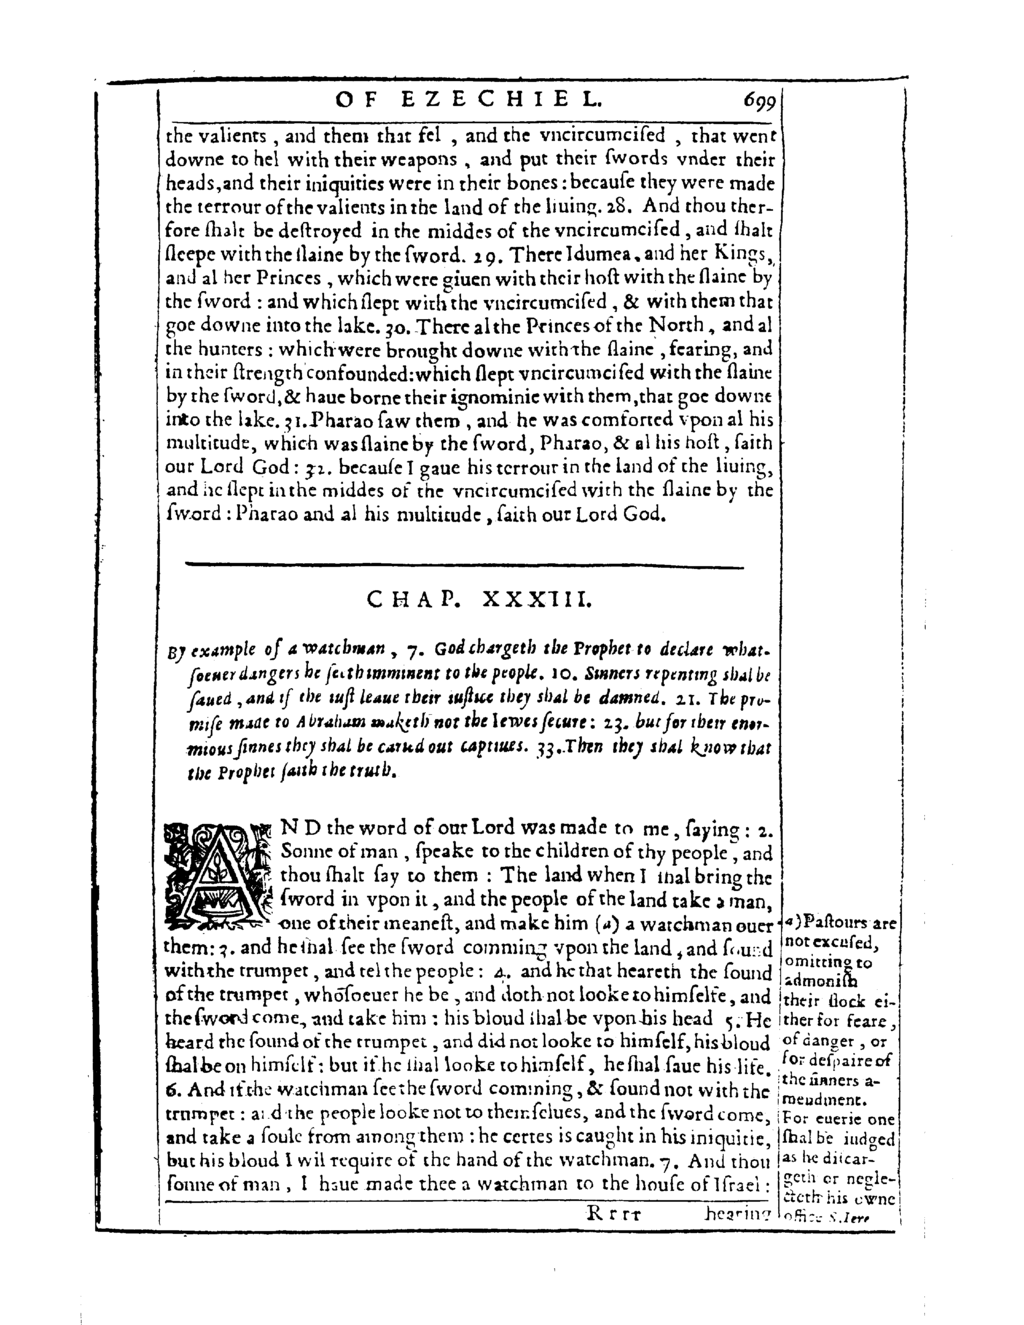 OF EZECHIEL. 699
the valients, and them that fel, and the vncircumciſed, that went
downe to hel with their weapons, and put their ſwords vnder their
heads, and their iniquities were in their bones: becauſe they were made
the terrour of the valients in the land of the liuing. 28. And thou ther-
fore ſhalt be deſtroyed in the middes of the vncircumciſed, and ſhalt
ſleepe with the ſlaine by the ſword. 29. There Idumea, and her Kings,
and al her Princes, which were giuen with their hoſt with the ſlaine by
the ſword: and which ſlept with the vncircumciſed, & with them that
goe downe into the lake. 30. There al the Princes of the North, and al
the hunters: which were brought downe with the ſlaine, fearing, and
in their ſtrength confounded: which ſlept vncircumciſed with the ſlaine
by the ſword, & haue borne their ignominie with them, that goe downe
into the lake. 31. Pharao ſaw them, and he was comforted vpon al his
multitude, which was ſlaine by the ſword, Pharao, & al his hoſt, ſaith
our Lord God: 32. becauſe I gaue his terrour in the land of the liuing,
and he ſlept in the middes of the vncircumciſed with the ſlaine by the
ſword: Pharao and al his multitude, ſaith our Lord God.
CHAP. XXXIII.
By example of a watchman, 7. God chargeth the Prophet to declare what-
ſoeuer dangers he ſeeth imminent to the people. 10. Sinners repenting shal be
ſaued, and if the iuſt leaue their iuſtice they shal be damned. 21. The pro-
miſe made to Abraham maketh not the Iewes ſecure: 23. but for their enor-
mious ſinnes they shal be caried out captiues. 33. Then they shal know that
the Prophet ſaith the truth.
AND the word of our Lord was made to me, ſaying: 2.
Sonne of man, ſpeake to the children of thy people, and
thou ſhalt ſay to them: The land when I ſhal bring the
ſword in vpon it, and the people of the land take a man,
one of their meaneſt, and make him (a) a watchman ouer
them: 3. and he ſhal ſee the ſword comming vpon the land, and ſound
with the trumpet, and tel the people: 4. and he that heareth the ſound
of the trumpet, whoſoeuer he be, and doth not looke to himſelfe, and
the ſword come, and take him: his bloud ſhal be vpon his head 5. He
heard the ſound of the trumpet, and did not looke to himſelf, his bloud
ſhal be on himſelf: but if he ſhal looke to himſelf, he ſhal ſaue his life.
6. And if the watchman ſee the ſword comming, & ſound not with the
trumpet: and the people looke not to themſelues, and the ſword come,
and take a ſoule from among them: he certes is caught in his iniquitie,
but his bloud I wil require of the hand of the watchman. 7. And thou
ſonne of man, I haue made thee a watchman to the houſe of Iſrael:
Rrrr hearing
a) Paſtours are
not excuſed,
omitting to
admoniſh
their flock ei-
ther for feare,
of danger, or
for deſpaire of
the ſinners a-
mendment.
For euerie one
ſhal be iudged
as he diſcar-
geth or negle-
cteth his owne
office S. Iere